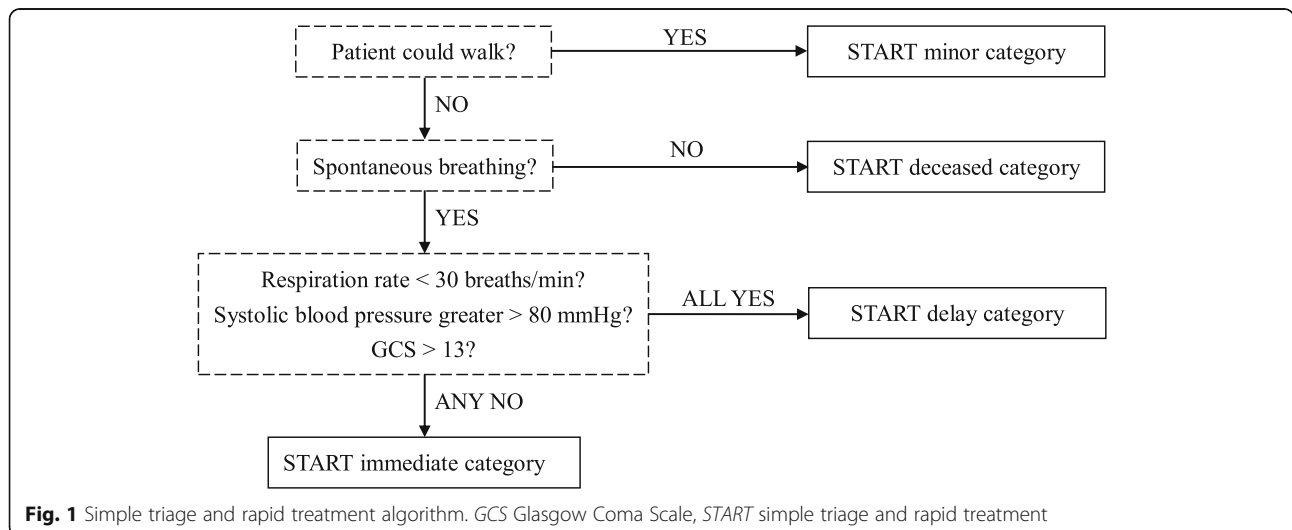 Patient could walk?
YES
START minor category
NO
Spontaneous breathing?
NO
START deceased category
YES
Respiration rate < 30 breaths/min?
Systolic blood pressure greater > 80 mmHg?
GCS > 13?
ALL YES
START delay category
ANY NO
START immediate category
Fig. 1 Simple triage and rapid treatment algorithm. GCS Glasgow Coma Scale, START simple triage and rapid treatment